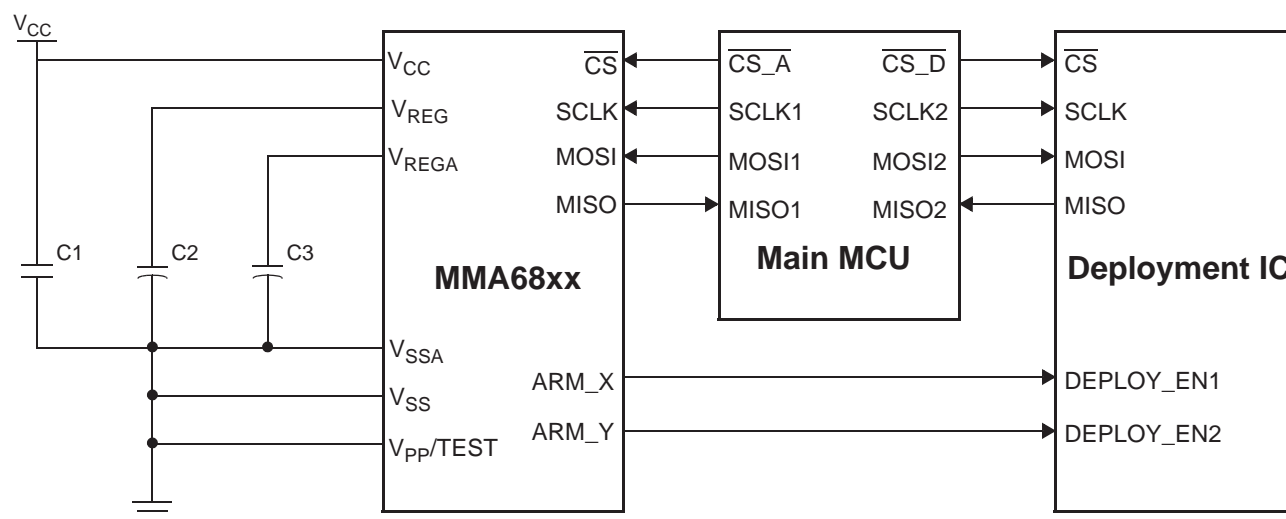 VCC
VCC
VREG
VREGA
C1
C2
C3
MMA68xx
VSSA
VSS
VPP/TEST
CS
SCLK
MOSI
MISO
ARM_X
ARM_Y
CS_A
SCLK1
MOSI1
MISO1
CS_D
SCLK2
MOSI2
MISO2
Main MCU
CS
SCLK
MOSI
MISO
Deployment IC
DEPLOY_EN1
DEPLOY_EN2